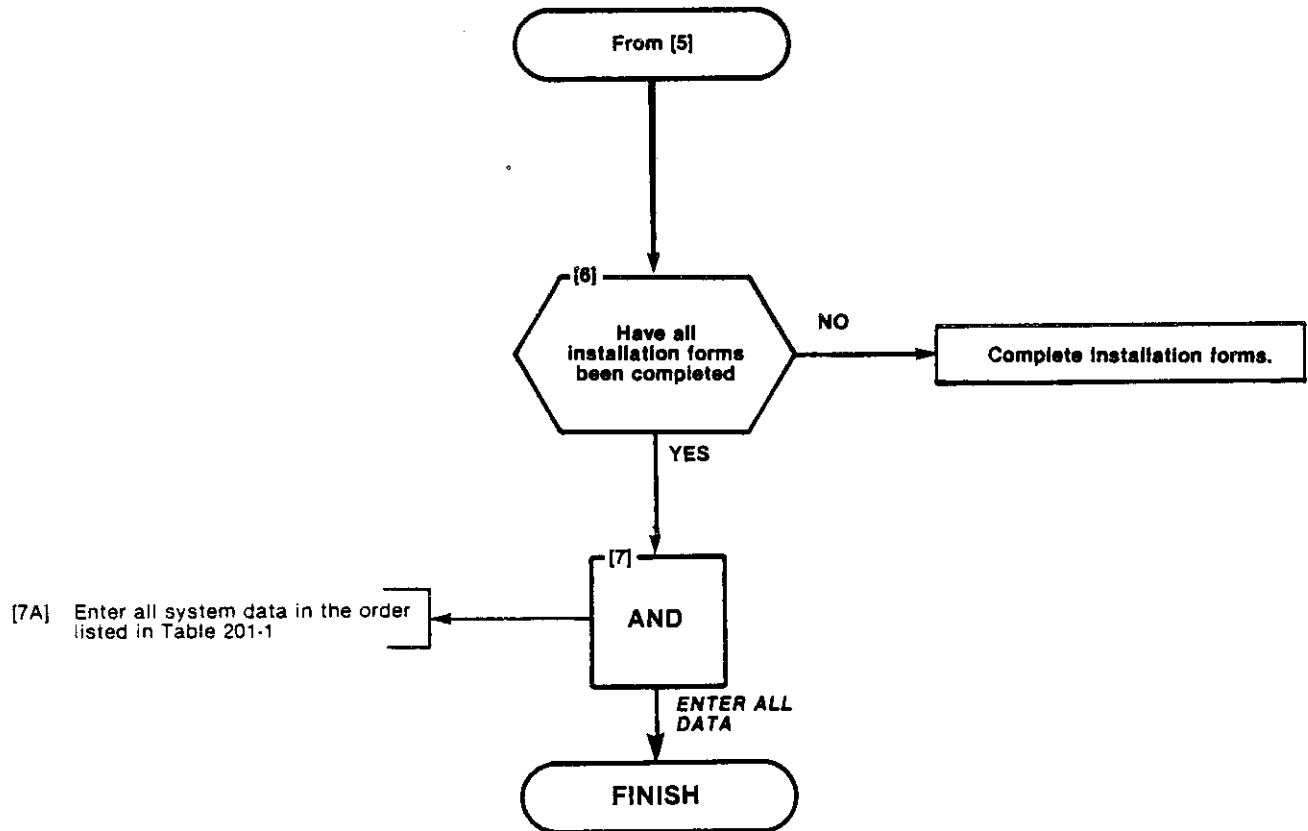 From [5]
[6]
Have all
installation forms
been completed
NO
Complete Installation forms.
YES
[7]
AND
[7A] Enter all system data in the order
listed in Table 201-1
ENTER ALL
DATA
FINISH